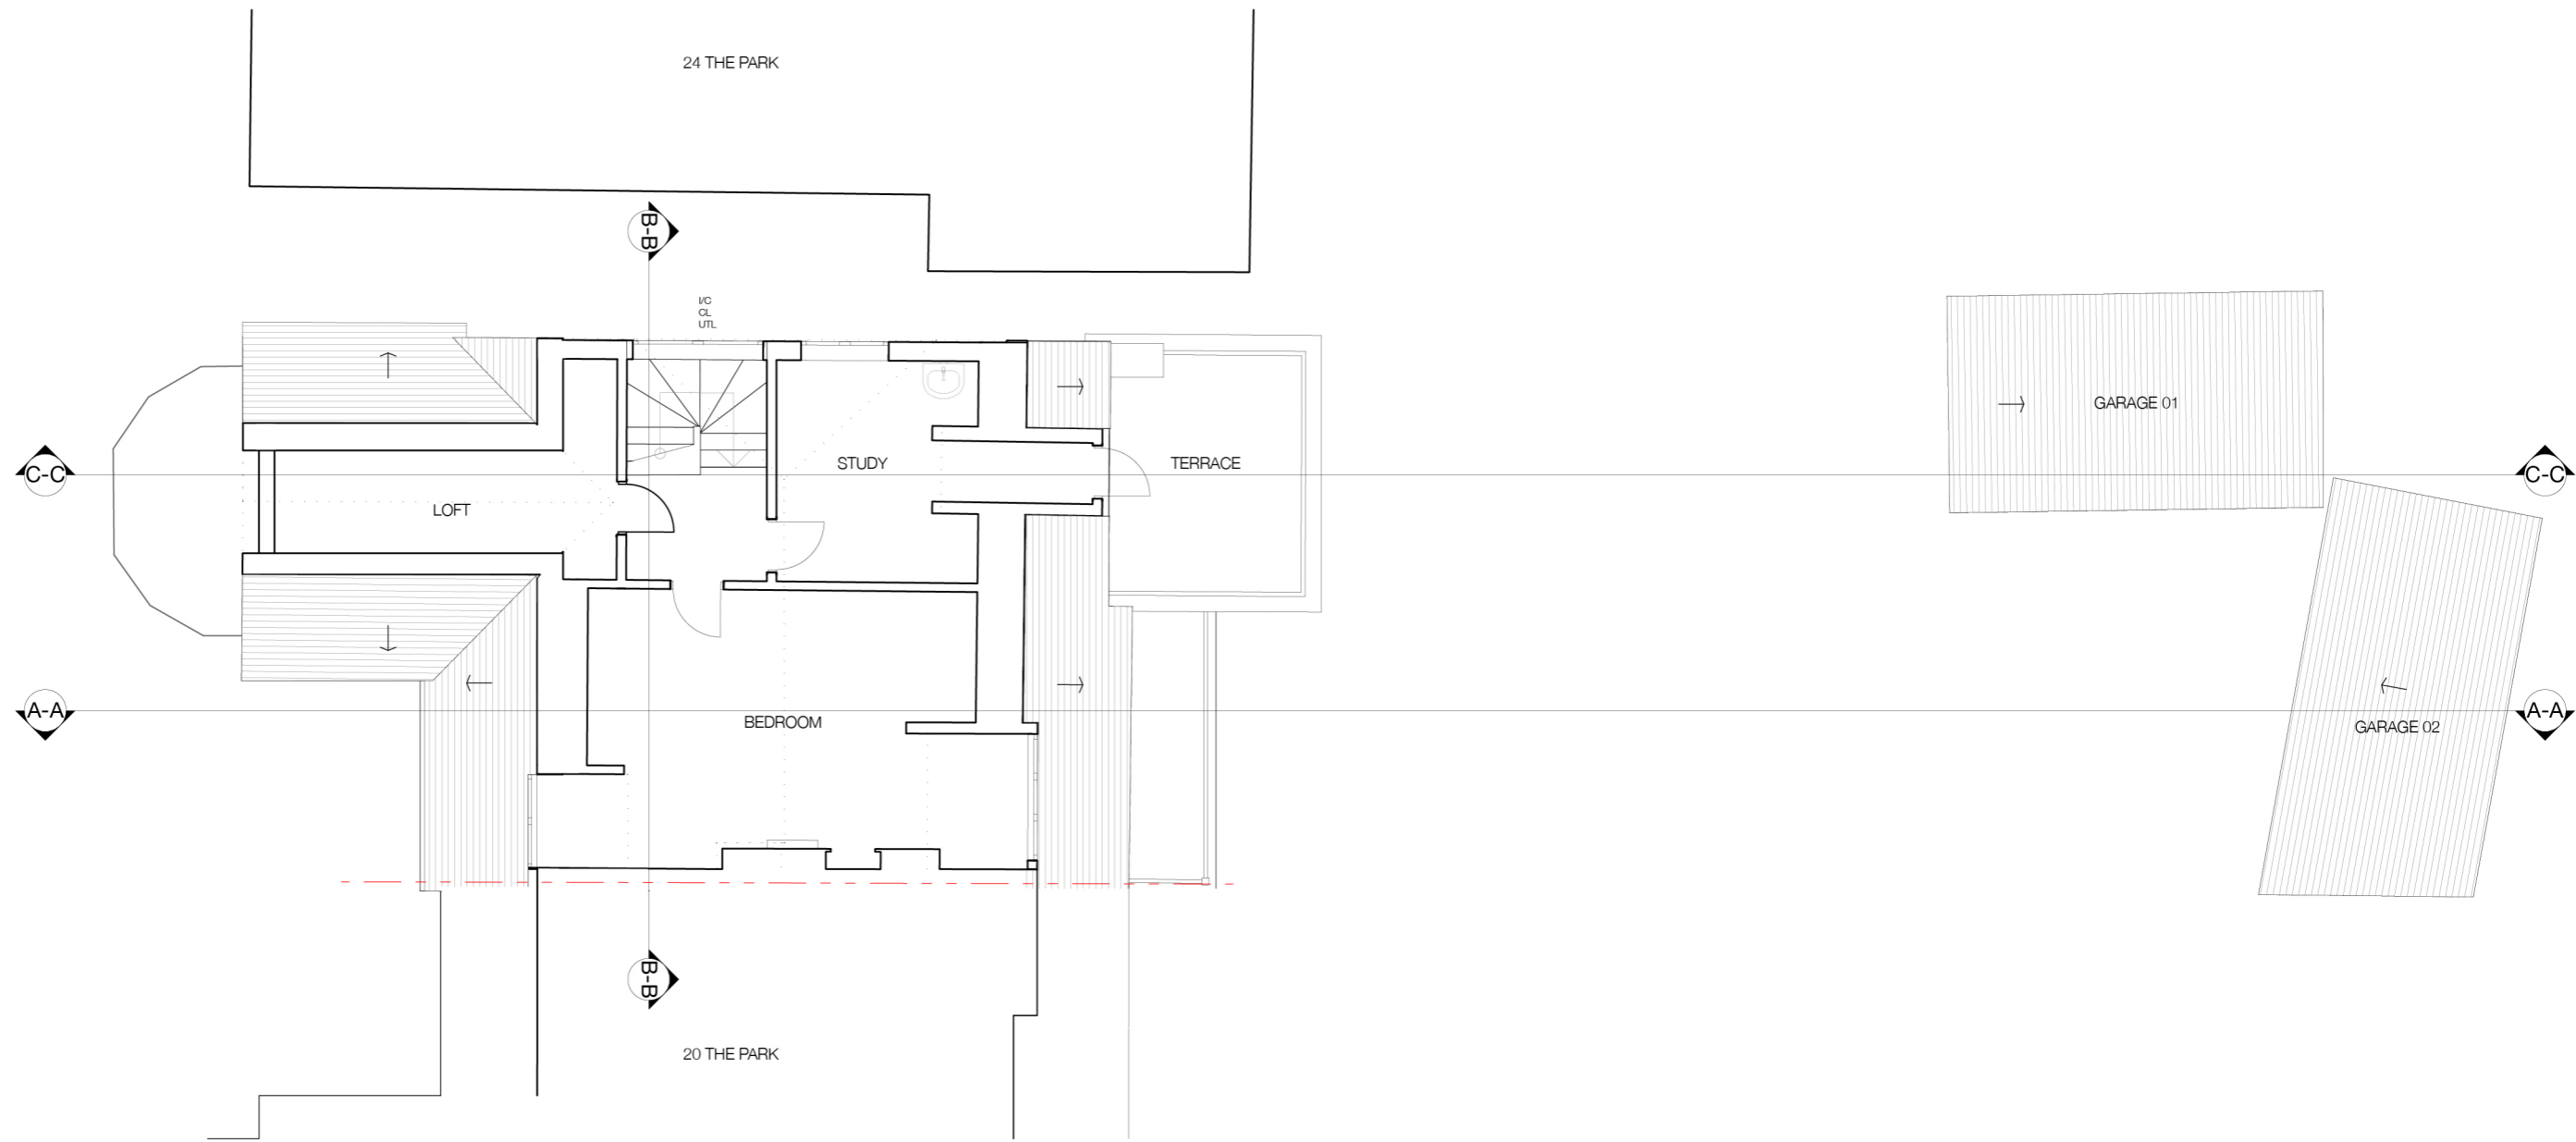 24 THE PARK
B-B
I/C
CL
UTL
GARAGE 01
C-C
STUDY
TERRACE
C-C
LOFT
A-A
BEDROOM
GARAGE 02
A-A
B-B
20 THE PARK